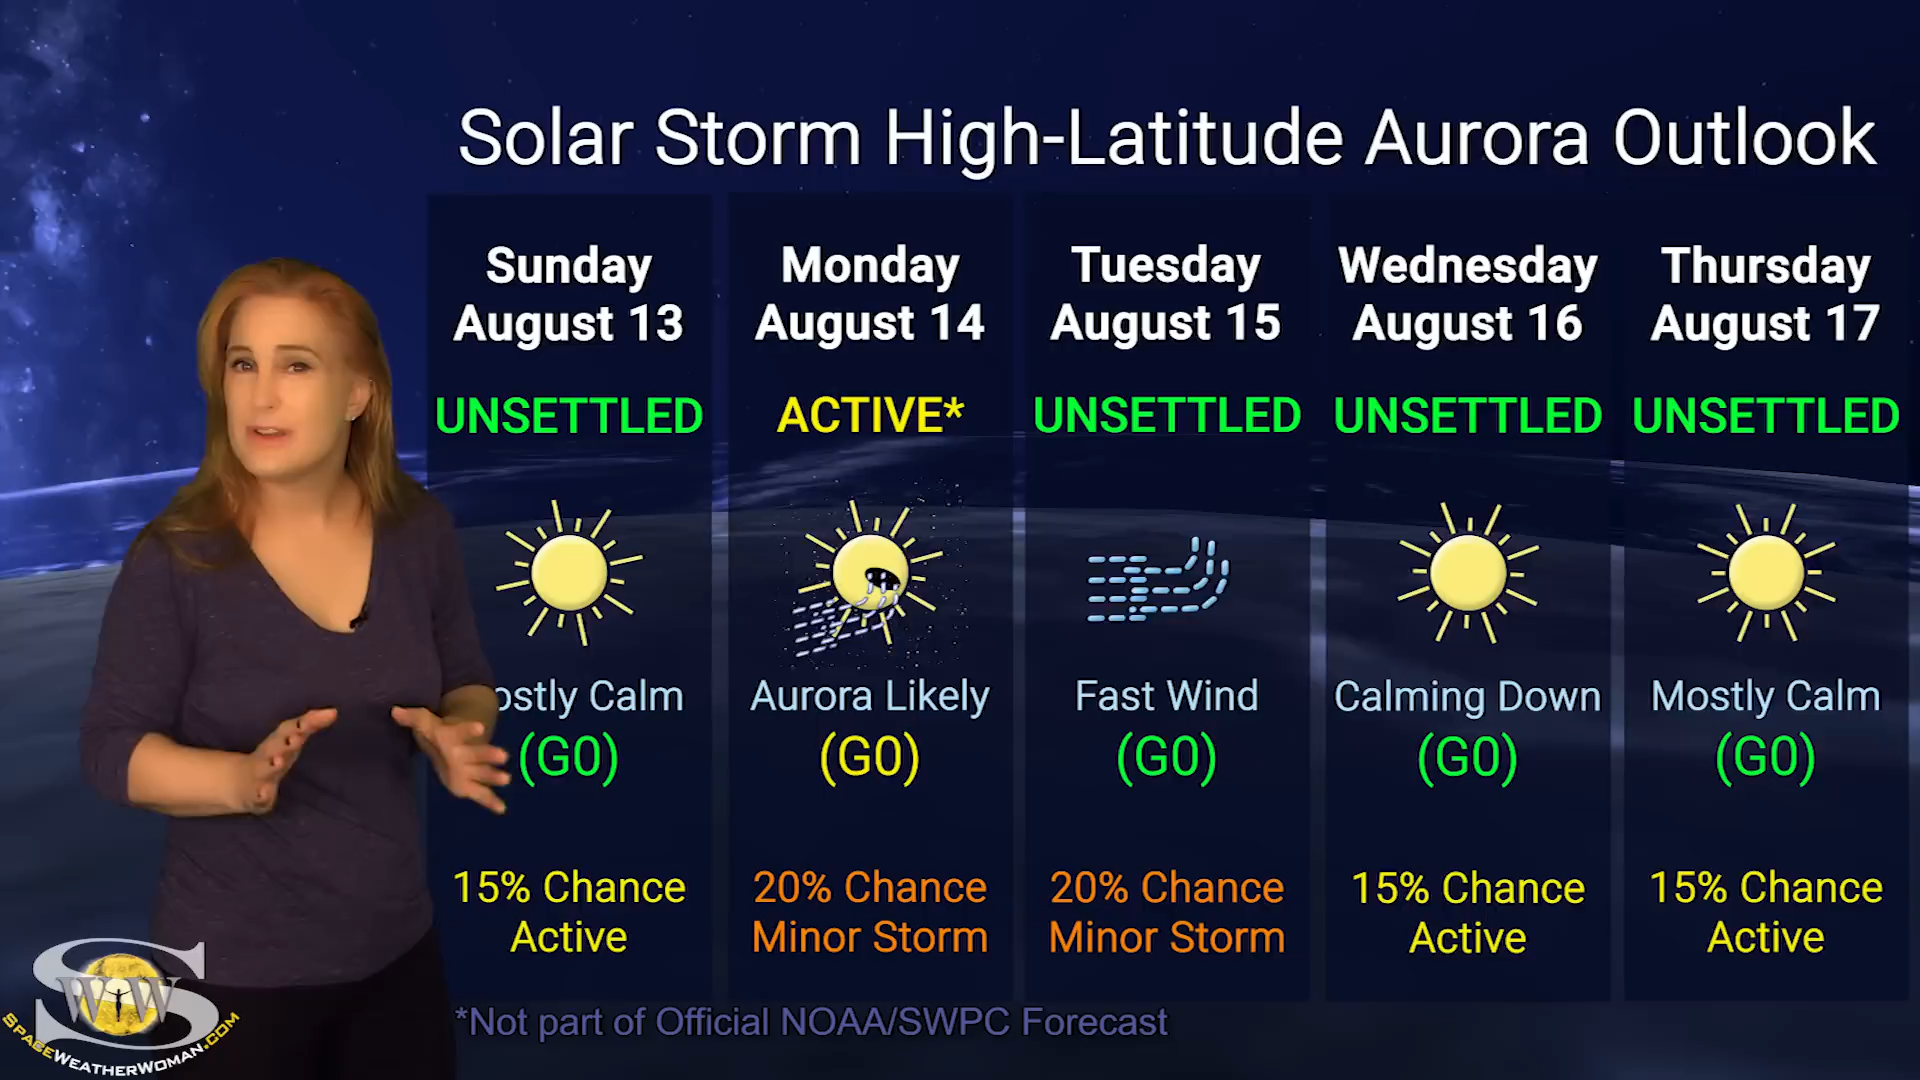 Solar Storm High-Latitude Aurora Outlook
Sunday
August 13
UNSETTLED
ostly Calm
(G0)
15% Chance
Active
Monday
August 14
ACTIVE*
Aurora Likely
(G0)
20% Chance
Minor Storm
Tuesday
August 15
UNSETTLED
Fast Wind
(G0)
20% Chance
Minor Storm
Wednesday
August 16
UNSETTLED
Calming Down
(G0)
15% Chance
Active
Thursday
August 17
UNSETTLED
Mostly Calm
(G0)
15% Chance
Active
*Not part of Official NOAA/SWPC Forecast
SWW
SPACEWEATHERWOMAN.COM